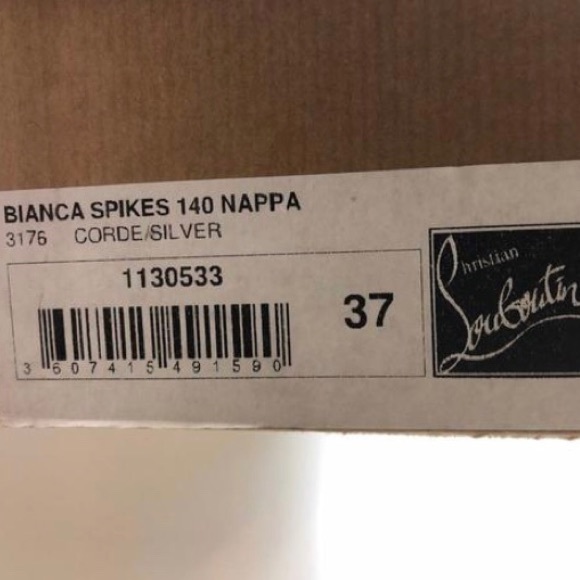 BIANCA SPIKES 140 NAPPA
3176 CORDE/SILVER
1130533
37
3 607415 491590
Christian
Louboutin